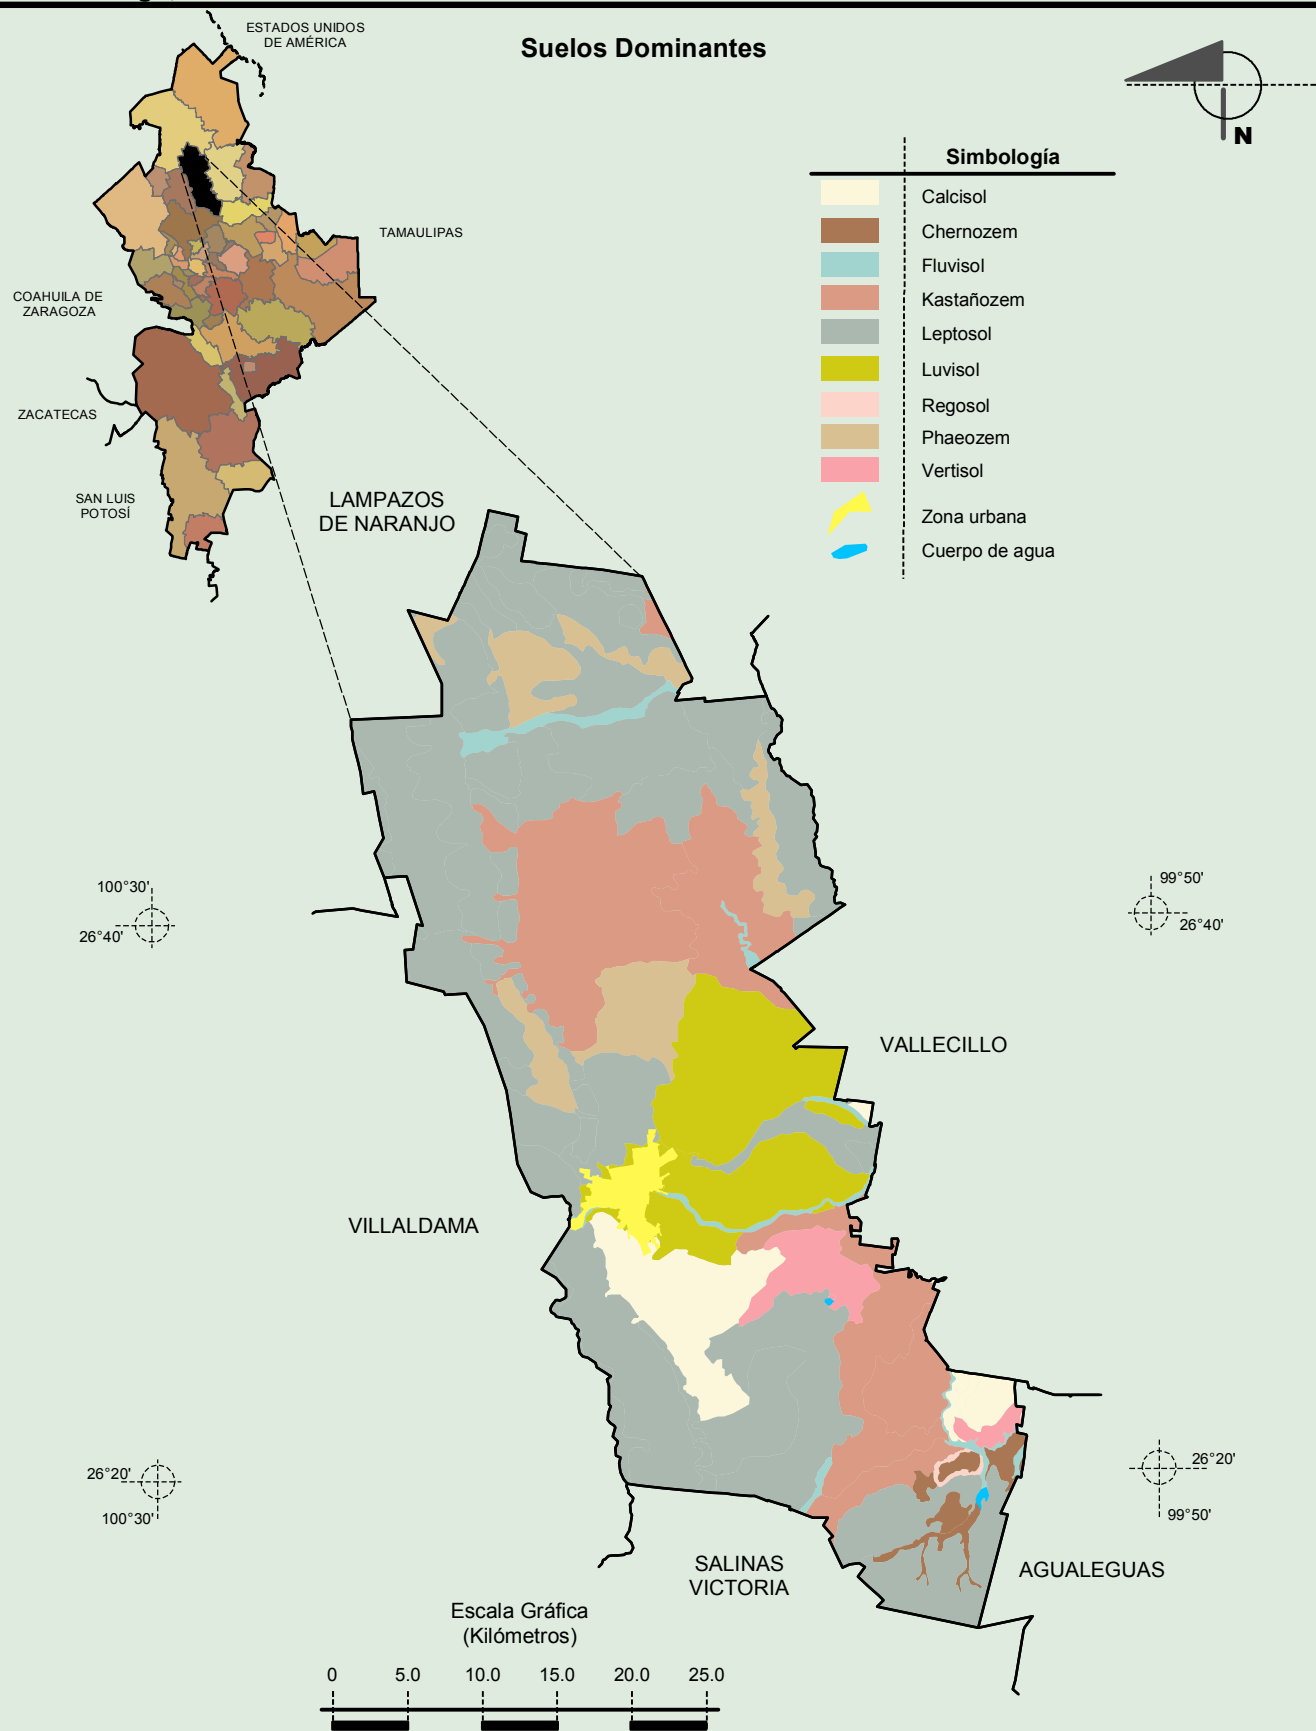 Suelos Dominantes
ESTADOS UNIDOS
DE AMÉRICA
N
Simbología
Calcisol
Chernozem
Fluvisol
Kastañozem
Leptosol
Luvisol
Regosol
Phaeozem
Vertisol
Zona urbana
Cuerpo de agua
TAMAULIPAS
COAHUILA DE
ZARAGOZA
ZACATECAS
SAN LUIS
POTOSÍ
LAMPAZOS
DE NARANJO
100°30'
26°40'
99°50'
26°40'
VALLECILLO
VILLALDAMA
26°20'
100°30'
26°20'
99°50'
SALINAS
VICTORIA
AGUALEGUAS
Escala Gráfica
(Kilómetros)
0 5.0 10.0 15.0 20.0 25.0